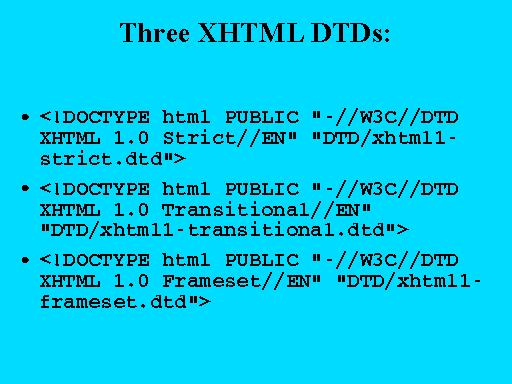 Three XHTML DTDs:
• <!DOCTYPE html PUBLIC "-//W3C//DTD
XHTML 1.0 Strict//EN" "DTD/xhtml1-
strict.dtd">
• <!DOCTYPE html PUBLIC "-//W3C//DTD
XHTML 1.0 Transitional//EN"
"DTD/xhtml1-transitional.dtd">
• <!DOCTYPE html PUBLIC "-//W3C//DTD
XHTML 1.0 Frameset//EN" "DTD/xhtml1-
frameset.dtd">